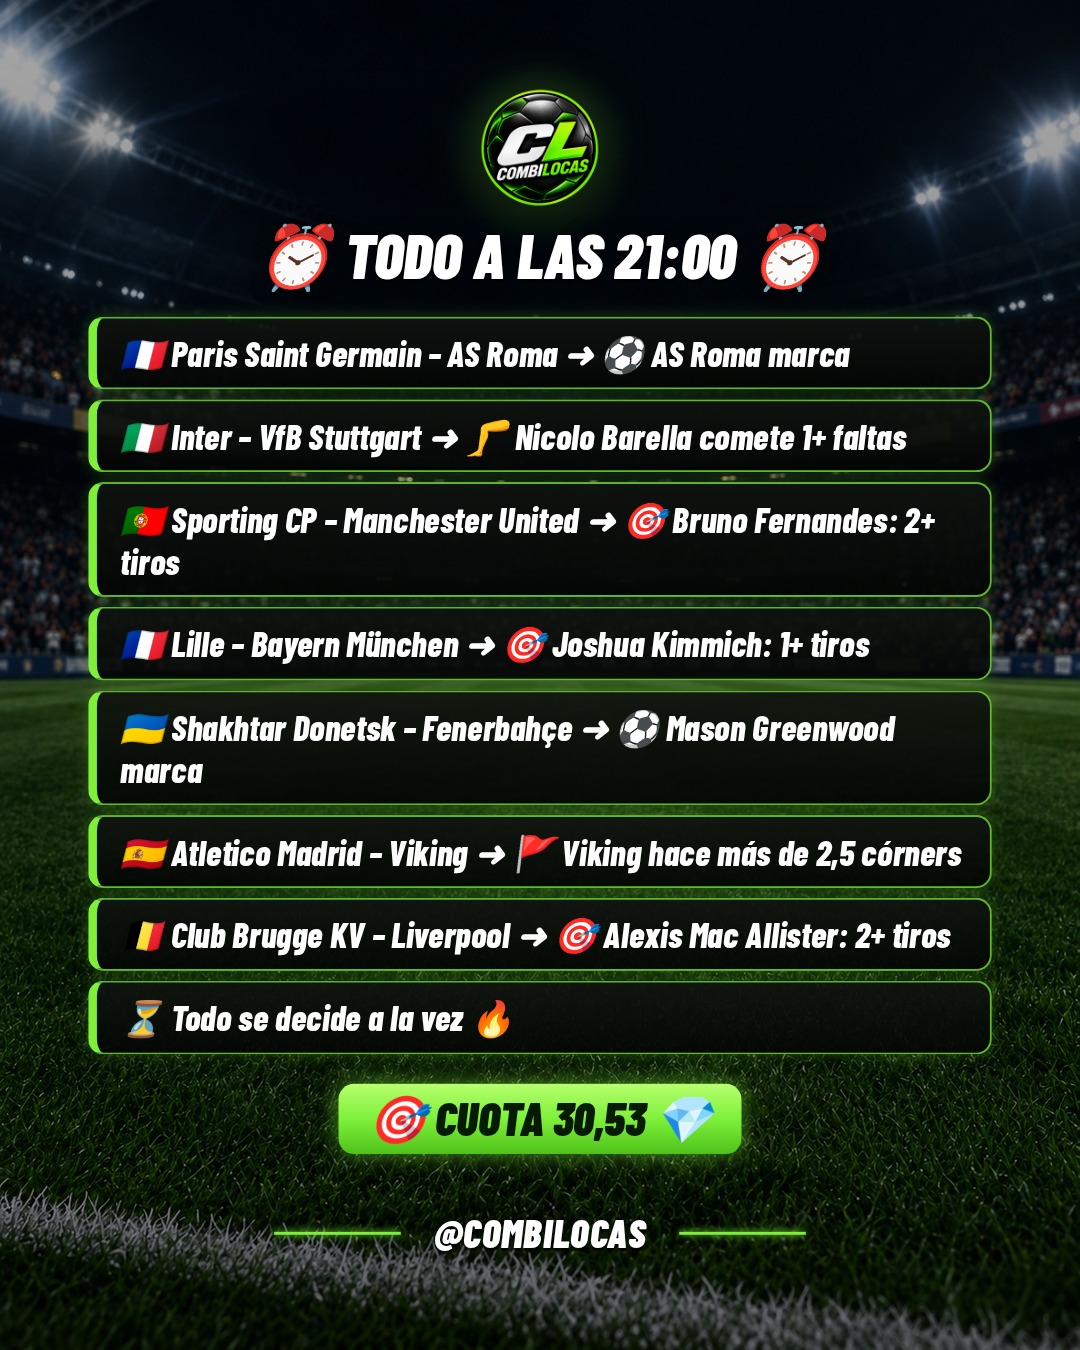 CL
COMBILOCAS
⏰ TODO A LAS 21:00 ⏰
🇫🇷 Paris Saint Germain - AS Roma → ⚽ AS Roma marca
🇮🇹 Inter - VfB Stuttgart → 🦵 Nicolo Barella comete 1+ faltas
🇵🇹 Sporting CP - Manchester United → 🎯 Bruno Fernandes: 2+
tiros
🇫🇷 Lille - Bayern München → 🎯 Joshua Kimmich: 1+ tiros
🇺🇦 Shakhtar Donetsk - Fenerbahçe → ⚽ Mason Greenwood
marca
🇪🇸 Atletico Madrid - Viking → 🚩 Viking hace más de 2,5 córners
🇧🇪 Club Brugge KV - Liverpool → 🎯 Alexis Mac Allister: 2+ tiros
⏳ Todo se decide a la vez 🔥
🎯 CUOTA 30,53 💎
@COMBILOCAS